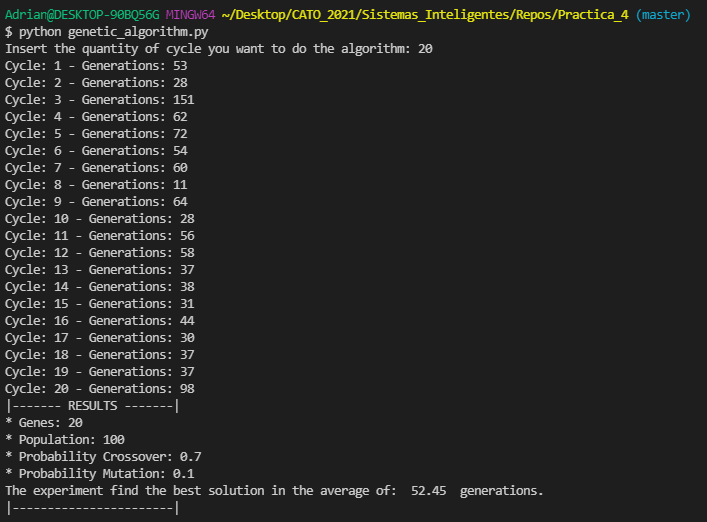 Adrian@DESKTOP-90BQ56G MINGW64 ~/Desktop/CATO_2021/Sistemas_Inteligentes/Repos/Practica_4 (master)
$ python genetic_algorithm.py
Insert the quantity of cycle you want to do the algorithm: 20
Cycle: 1 - Generations: 53
Cycle: 2 - Generations: 28
Cycle: 3 - Generations: 151
Cycle: 4 - Generations: 62
Cycle: 5 - Generations: 72
Cycle: 6 - Generations: 54
Cycle: 7 - Generations: 60
Cycle: 8 - Generations: 11
Cycle: 9 - Generations: 64
Cycle: 10 - Generations: 28
Cycle: 11 - Generations: 56
Cycle: 12 - Generations: 58
Cycle: 13 - Generations: 37
Cycle: 14 - Generations: 38
Cycle: 15 - Generations: 31
Cycle: 16 - Generations: 44
Cycle: 17 - Generations: 30
Cycle: 18 - Generations: 37
Cycle: 19 - Generations: 37
Cycle: 20 - Generations: 98
|------- RESULTS -------|
* Genes: 20
* Population: 100
* Probability Crossover: 0.7
* Probability Mutation: 0.1
The experiment find the best solution in the average of:  52.45  generations.
|-----------------------|